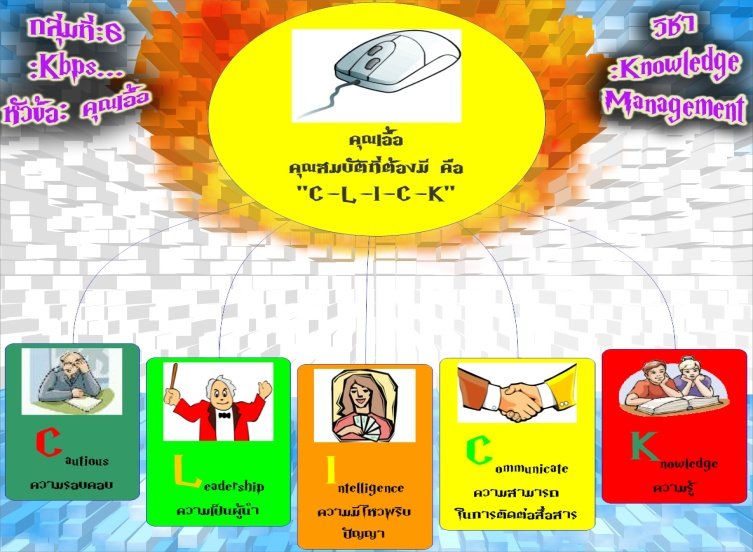 กลุ่มที่:6
:Kbps...
หัวข้อ: คุณเอื้อ
วิชา
:Knowledge
Management
คุณเอื้อ
คุณสมบัติที่ต้องมี คือ
"C-L-I-C-K"
Cautious
ความรอบคอบ
Leadership
ความเป็นผู้นำ
Intelligence
ความมีไหวพริบ
ปัญญา
Communicate
ความสามารถ
ในการติดต่อสื่อสาร
Knowledge
ความรู้